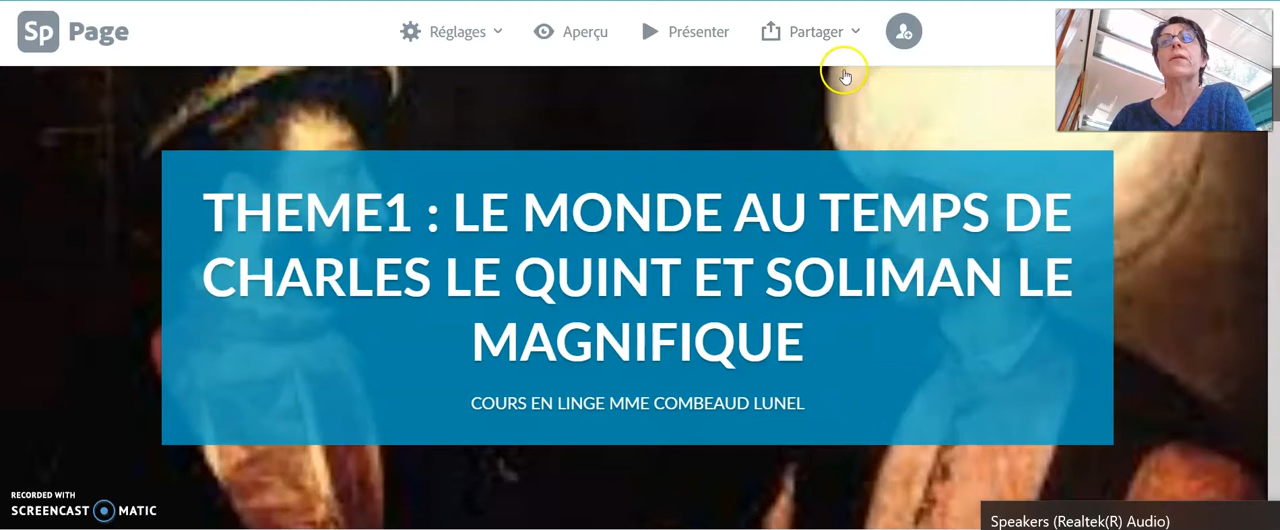 Sp Page
Réglages
Aperçu
Présenter
Partager
THEME1 : LE MONDE AU TEMPS DE
CHARLES LE QUINT ET SOLIMAN LE
MAGNIFIQUE
COURS EN LINGE MME COMBEAUD LUNEL
RECORDED WITH
SCREENCAST MATIC
Speakers (Realtek(R) Audio)